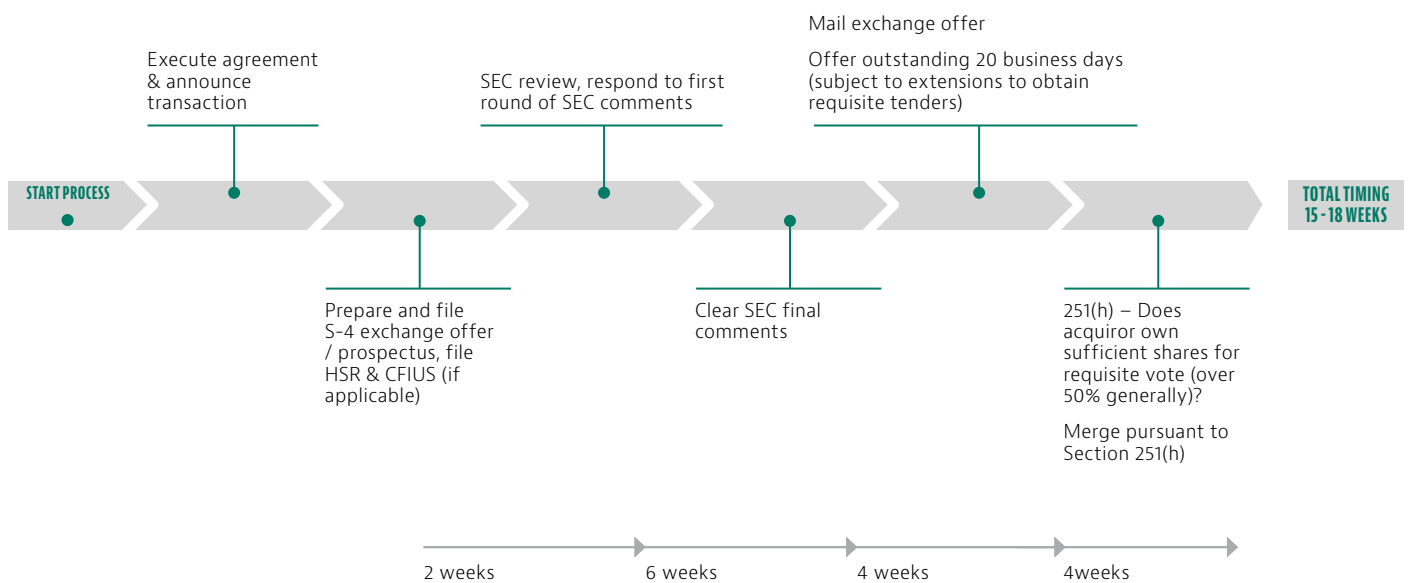 Mail exchange offer
Offer outstanding 20 business days
(subject to extensions to obtain
requisite tenders)
Execute agreement
& announce
transaction
SEC review, respond to first
round of SEC comments
START PROCESS
TOTAL TIMING
15 - 18 WEEKS
Prepare and file
S-4 exchange offer
/ prospectus, file
HSR & CFIUS (if
applicable)
Clear SEC final
comments
251(h) – Does
acquiror own
sufficient shares for
requisite vote (over
50% generally)?
Merge pursuant to
Section 251(h)
2 weeks
6 weeks
4 weeks
4weeks